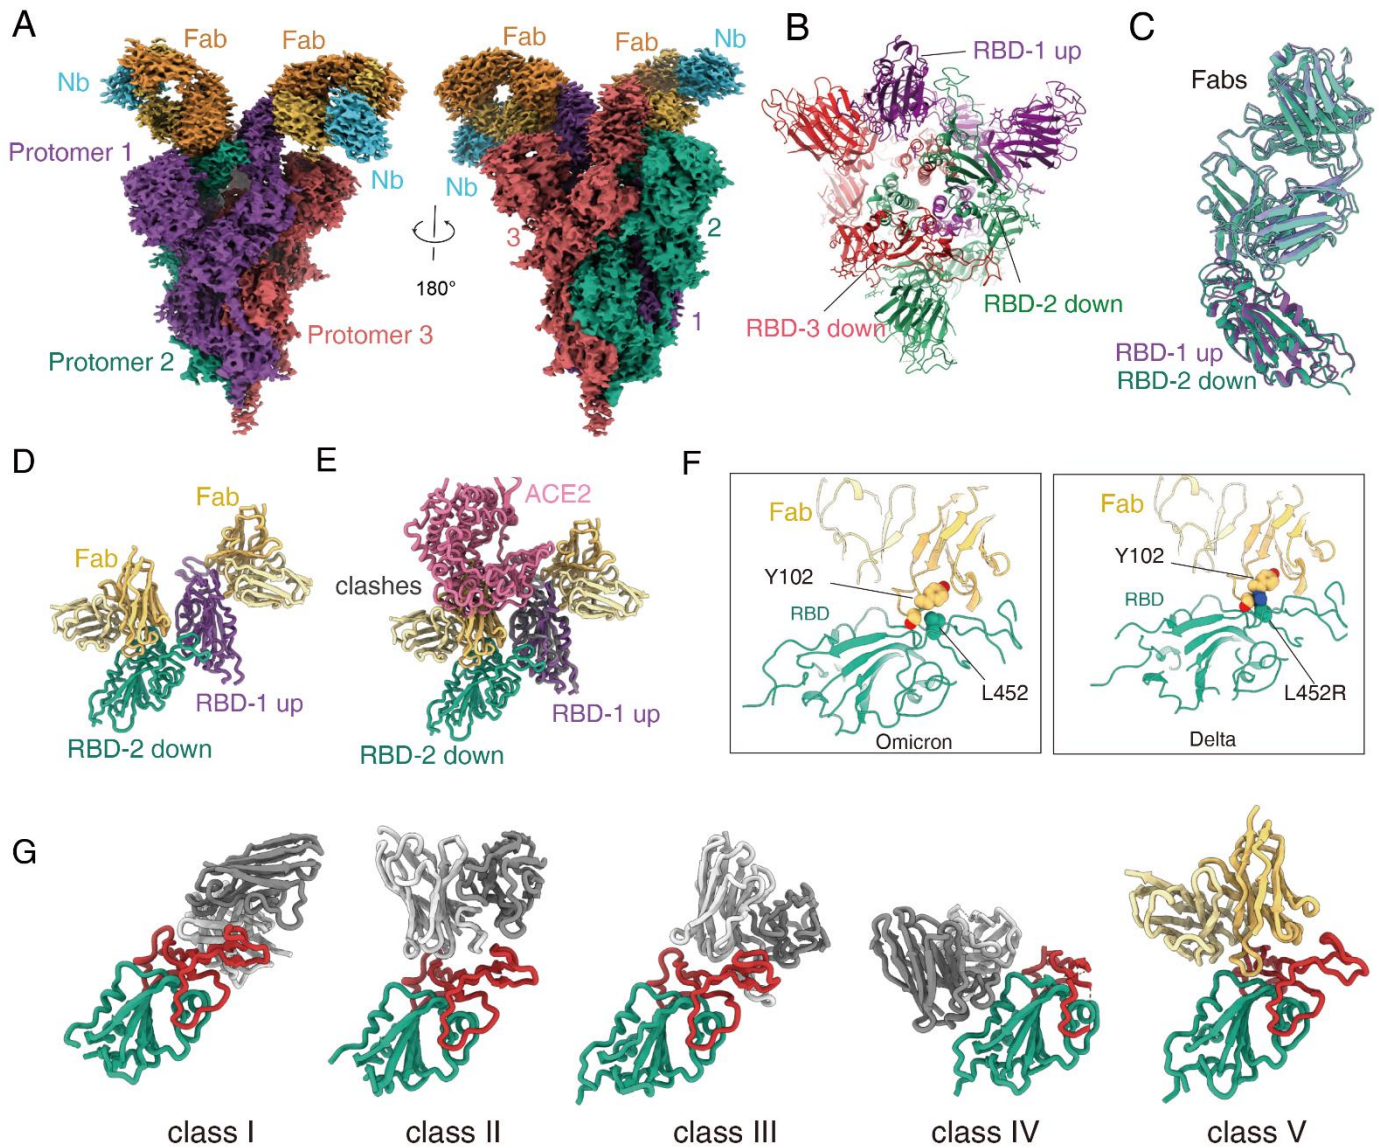 A
Fab
Fab
Nb
Protomer 1
Nb
Protomer 2
Protomer 3
180°
Fab
Fab
Nb
Nb
3
2
1
B
RBD-1 up
RBD-2 down
RBD-3 down
C
Fabs
RBD-1 up
RBD-2 down
D
Fab
Fab
RBD-1 up
RBD-2 down
E
ACE2
clashes
RBD-1 up
RBD-2 down
F
Fab
Y102
RBD
L452
Omicron
Fab
Y102
RBD
L452R
Delta
G
class I
class II
class III
class IV
class V